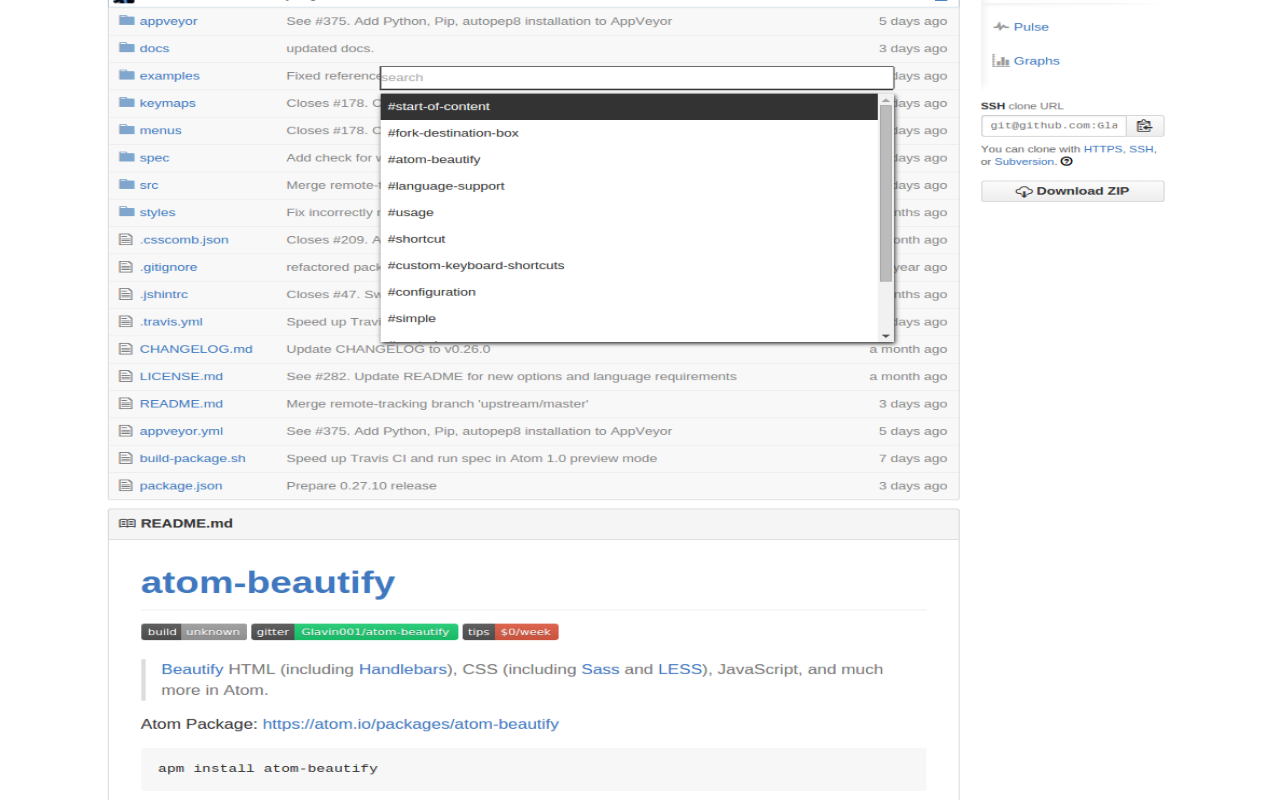 appveyor See #375. Add Python, Pip, autopep8 installation to AppVeyor 5 days ago
docs updated docs. 3 days ago
examples Fixed reference days ago
keymaps Closes #178. days ago
menus Closes #178. days ago
spec Add check for days ago
src Merge days ago
styles Fix incorrectly
.csscomb.json Closes #209. ago
.gitignore refactored year ago
.jshintrc Closes #47. ago
.travis.yml Speed up days ago
CHANGELOG.md Update CHANGELOG to v0.26.0 a month ago
LICENSE.md See #282. Update README for new options and language requirements a month ago
README.md Merge remote-tracking branch 'upstream/master' 3 days ago
appveyor.yml See #375. Add Python, Pip, autopep8 installation to AppVeyor 5 days ago
build-package.sh Speed up Travis CI and run spec in Atom 1.0 preview mode 7 days ago
package.json Prepare 0.27.10 release 3 days ago
search
#start-of-content
#fork-destination-box
#atom-beautify
#language-support
#usage
#shortcut
#custom-keyboard-shortcuts
#configuration
#simple
README.md
atom-beautify
build unknown gitter Glavin001/atom-beautify tips $0/week
Beautify HTML (including Handlebars), CSS (including Sass and LESS), JavaScript, and much
more in Atom.
Atom Package: https://atom.io/packages/atom-beautify
apm install atom-beautify
Pulse
Graphs
SSH clone URL
git@github.com:Gla
You can clone with HTTPS, SSH,
or Subversion.
Download ZIP